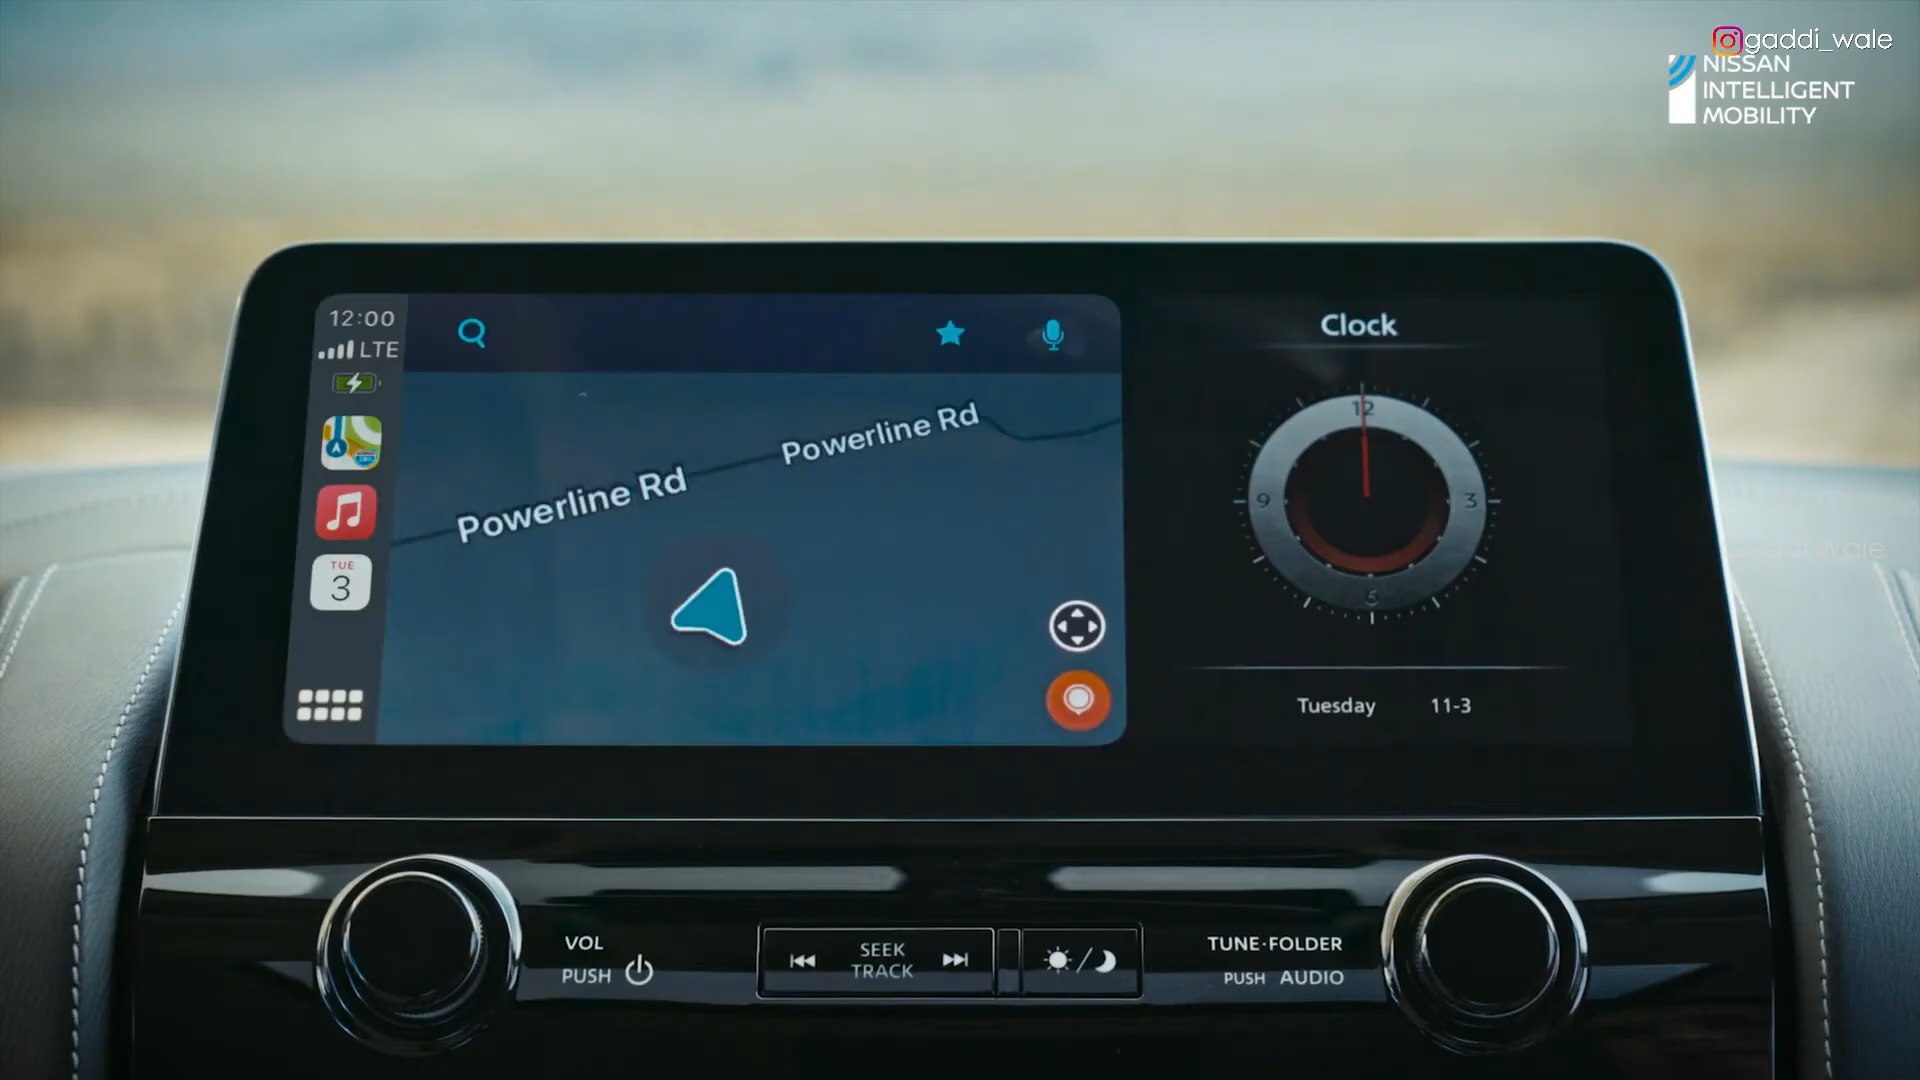 gaddi_wale
NISSAN
INTELLIGENT
MOBILITY
12:00
LTE
TUE
3
Powerline Rd
Powerline Rd
Clock
12
3
6
9
Tuesday 11-3
VOL
PUSH
SEEK
TRACK
TUNE·FOLDER
PUSH AUDIO